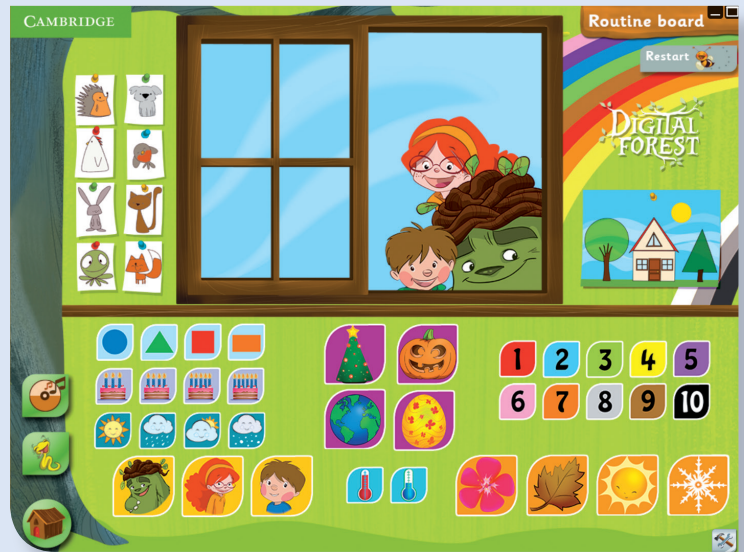 CAMBRIDGE
Routine board
Restart
DIGITAL
FOREST
1 2 3 4 5
6 7 8 9 10